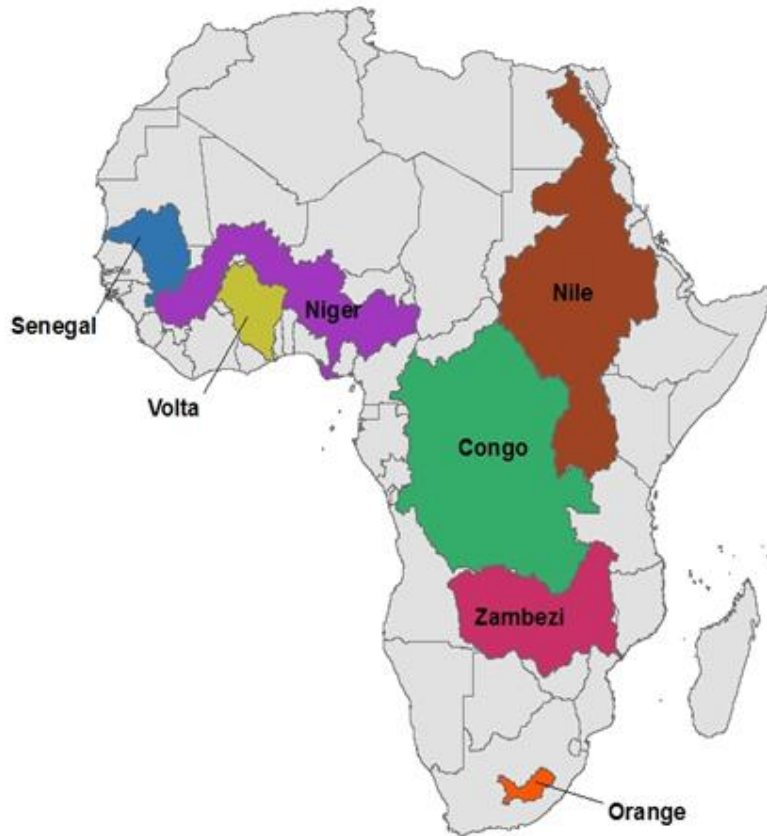 Nile
Niger
Senegal
Volta
Congo
Zambezi
Orange